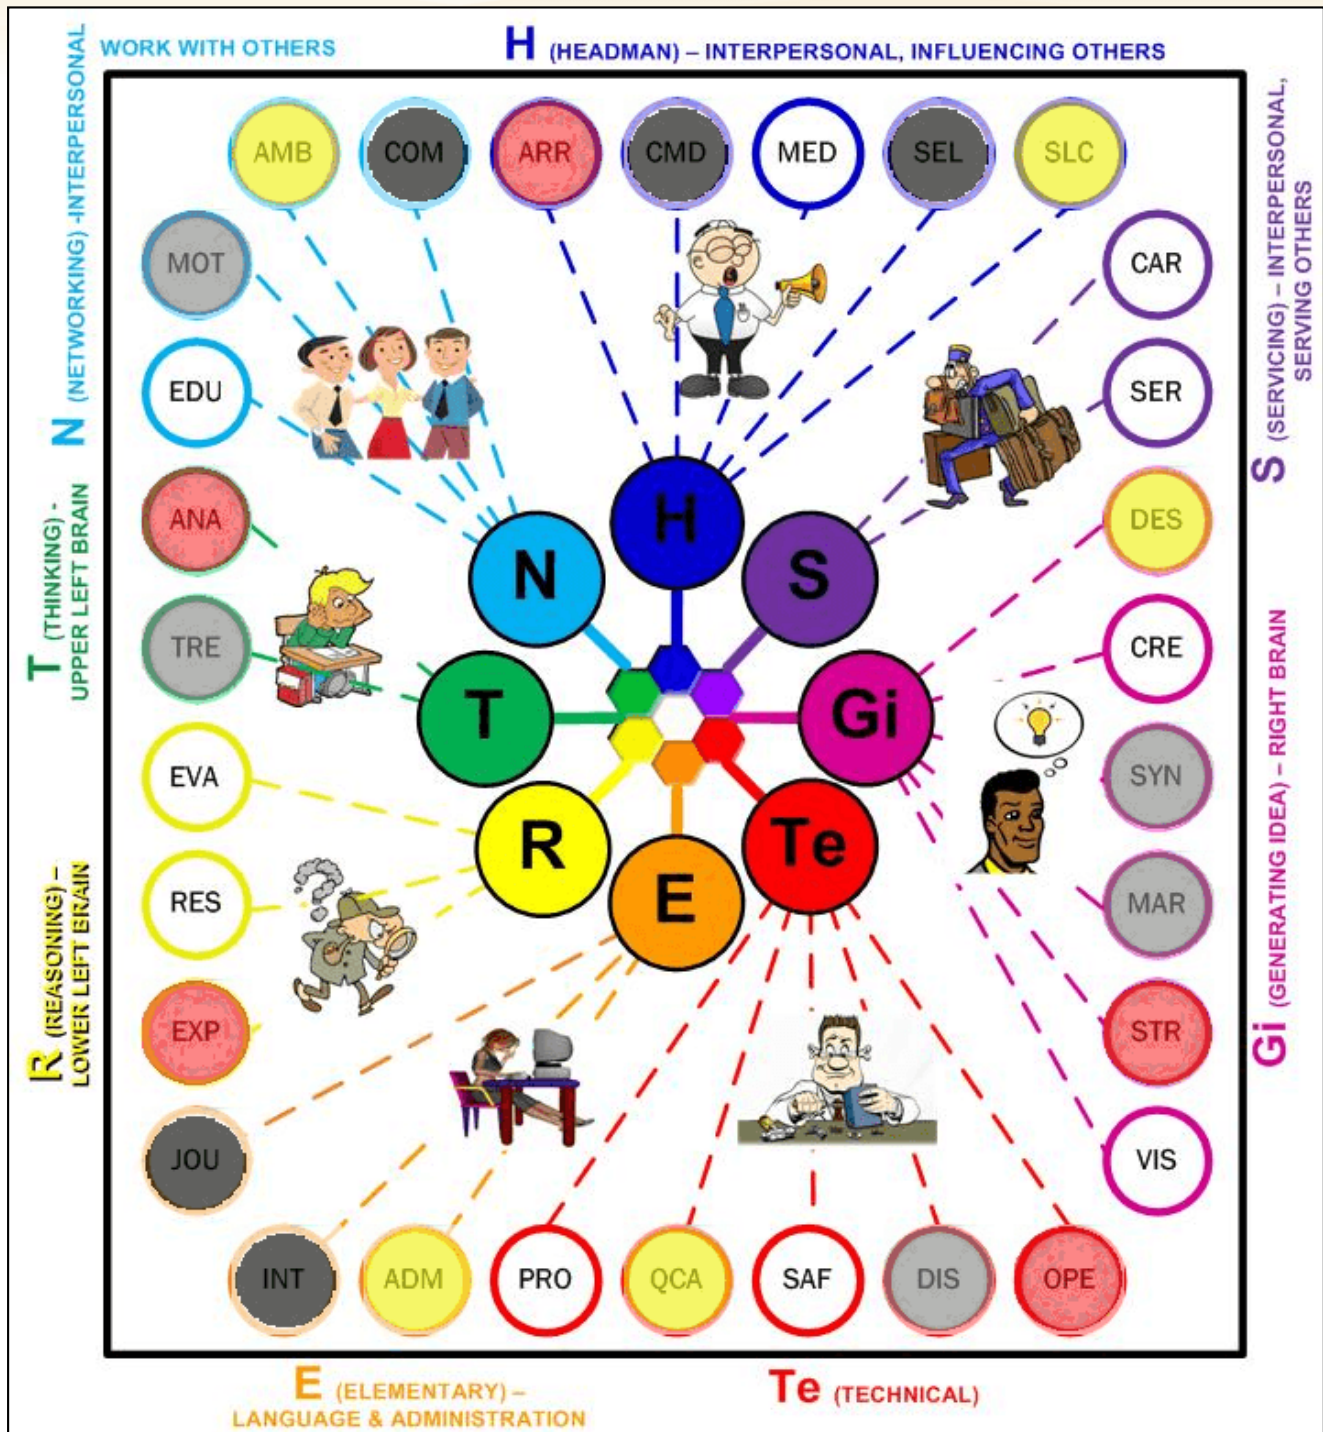 WORK WITH OTHERS
H (HEADMAN) – INTERPERSONAL, INFLUENCING OTHERS
N (NETWORKING) -INTERPERSONAL
T (THINKING) -
UPPER LEFT BRAIN
R (REASONING) –
LOWER LEFT BRAIN
S (SERVICING) – INTERPERSONAL,
SERVING OTHERS
Gi (GENERATING IDEA) – RIGHT BRAIN
AMB COM ARR CMD MED SEL SLC
MOT CAR
EDU SER
ANA DES
TRE CRE
EVA SYN
RES MAR
EXP STR
JOU VIS
INT ADM PRO QCA SAF DIS OPE
H
N S
T Gi
R Te
E
E (ELEMENTARY) –
LANGUAGE & ADMINISTRATION
Te (TECHNICAL)